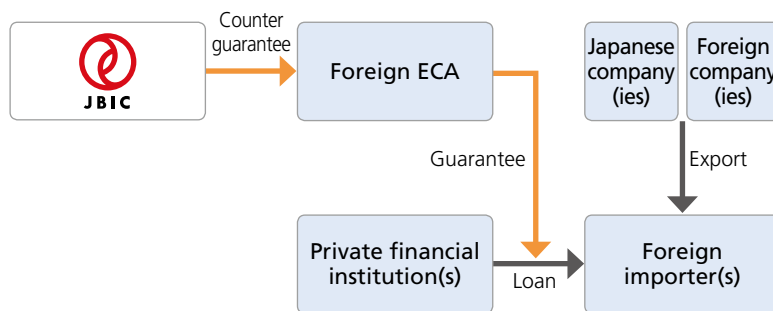 Counter
guarantee
JBIC
Foreign ECA
Japanese
company
(ies)
Foreign
company
(ies)
Guarantee
Export
Private financial
institution(s)
Loan
Foreign
importer(s)